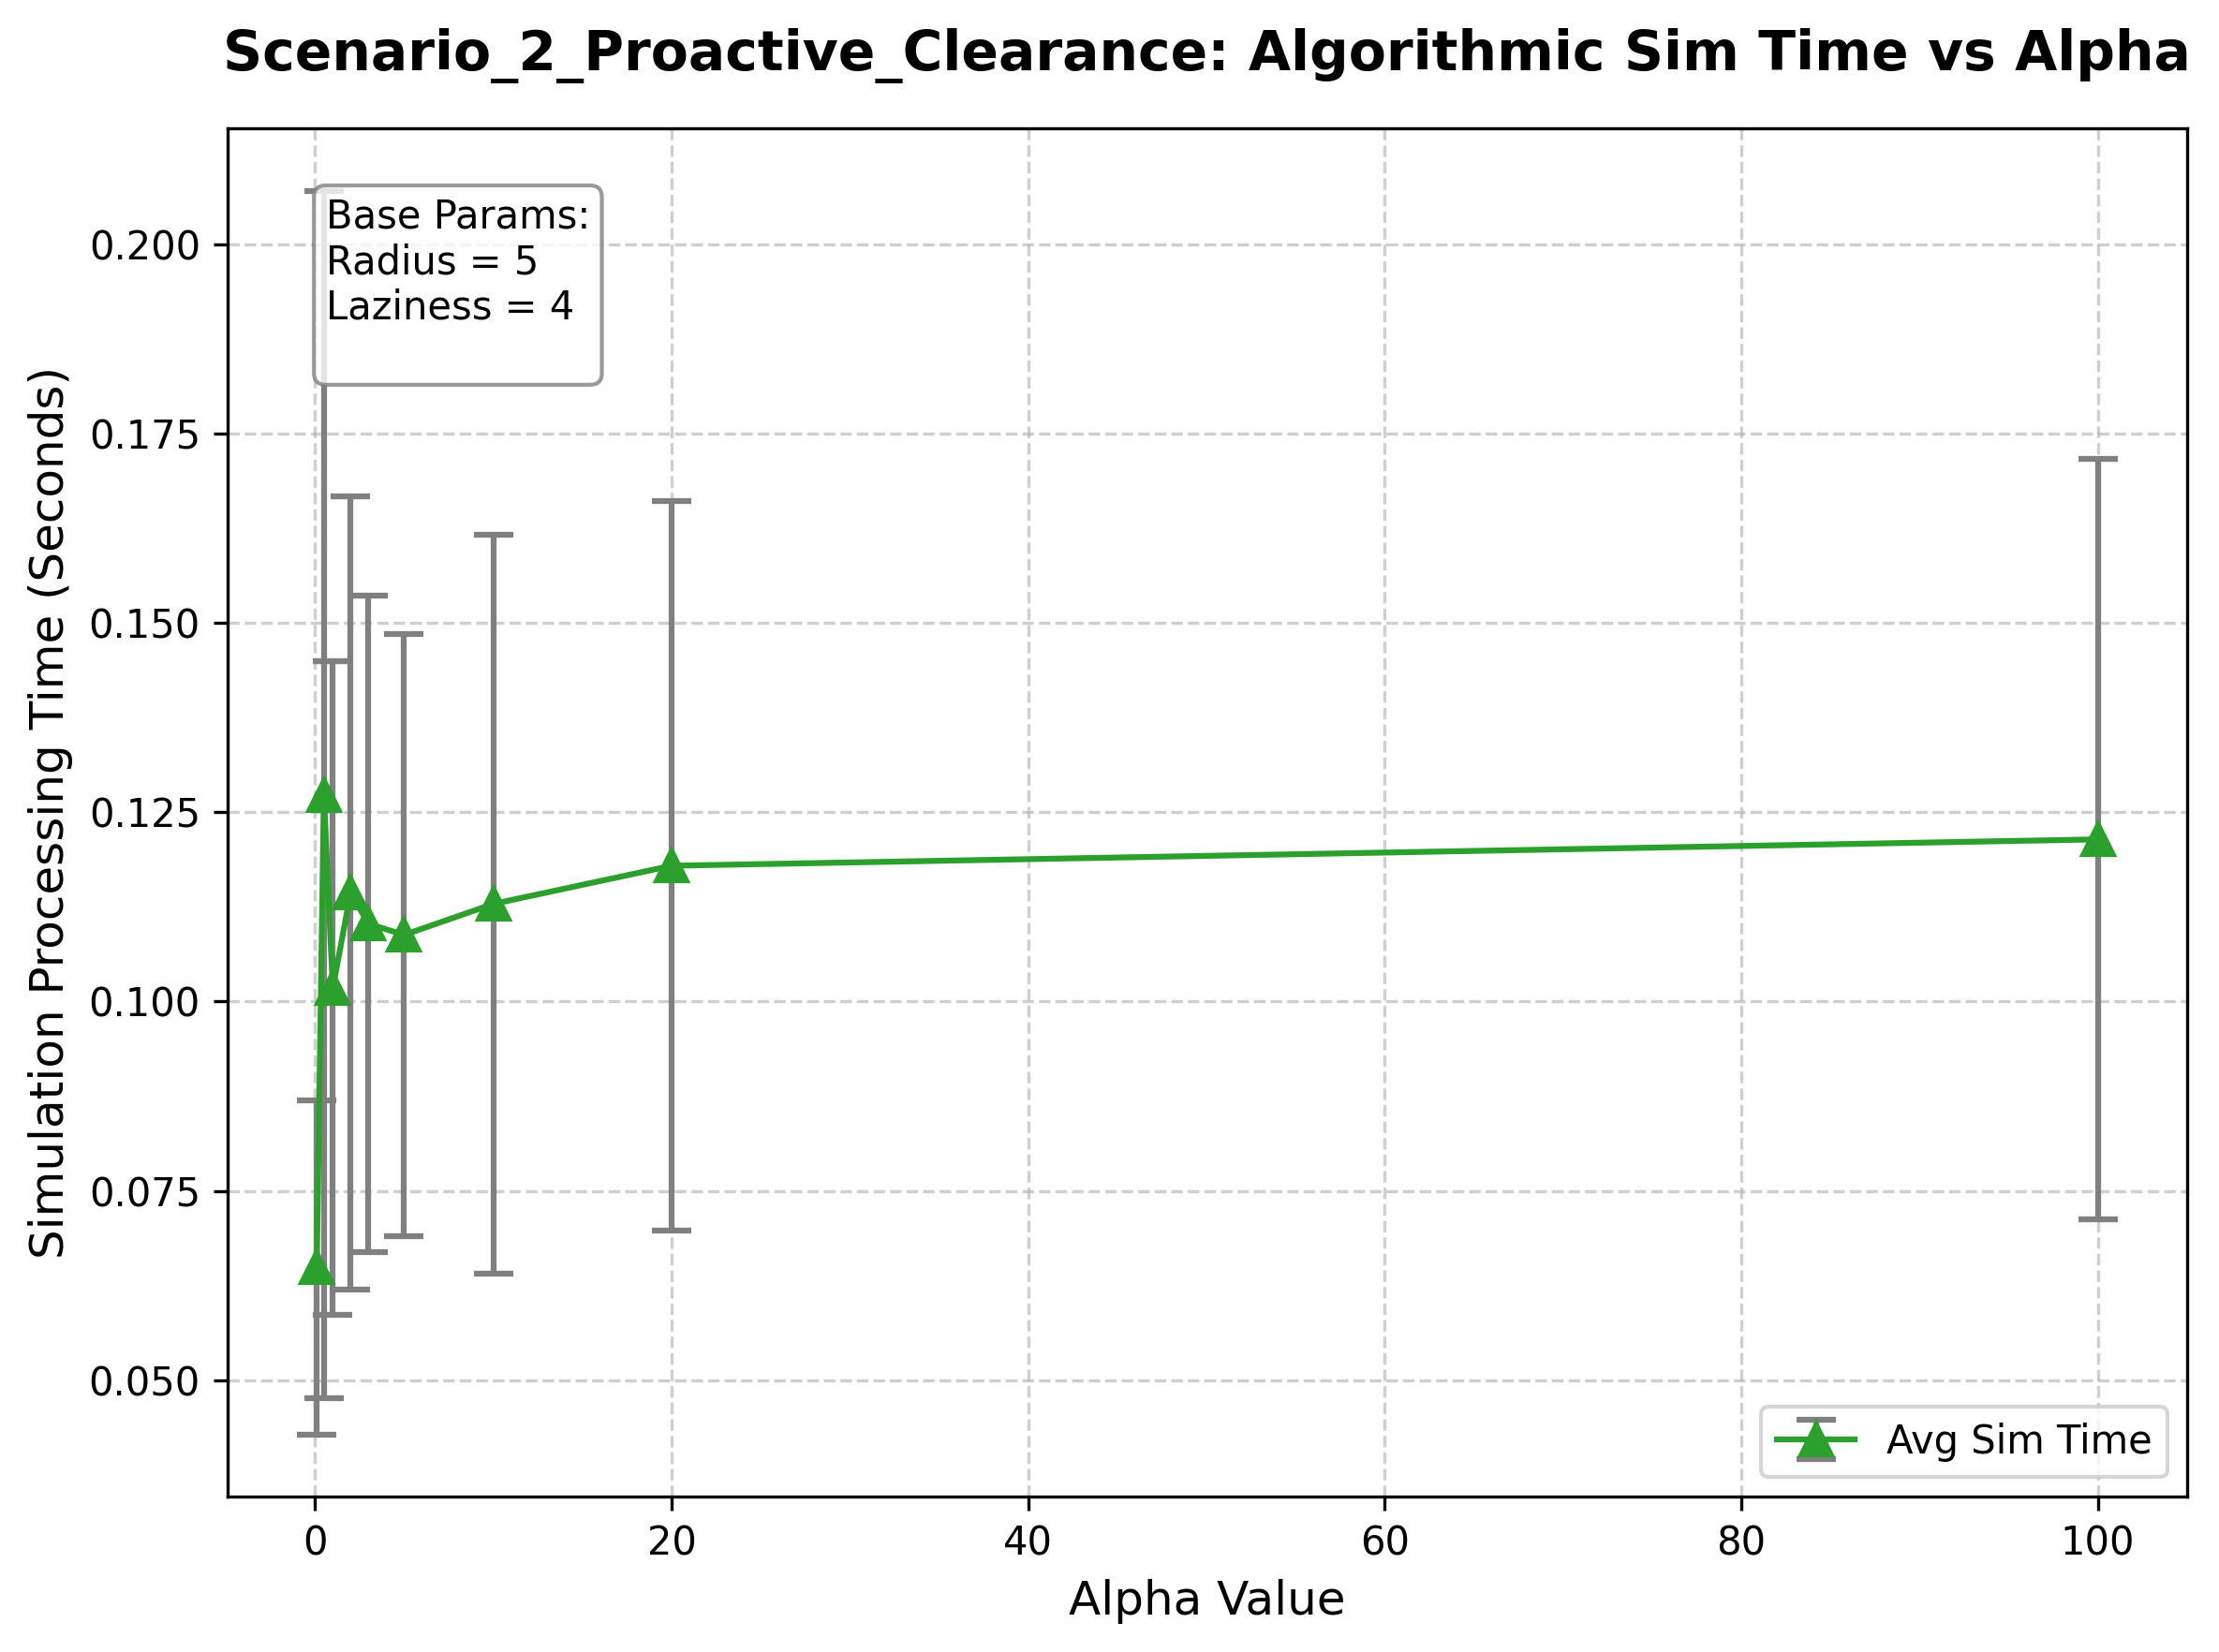 Scenario_2_Proactive_Clearance: Algorithmic Sim Time vs Alpha
Base Params:
Radius = 5
Laziness = 4
Simulation Processing Time (Seconds)
0.200
0.175
0.150
0.125
0.100
0.075
0.050
Avg Sim Time
0 20 40 60 80 100
Alpha Value